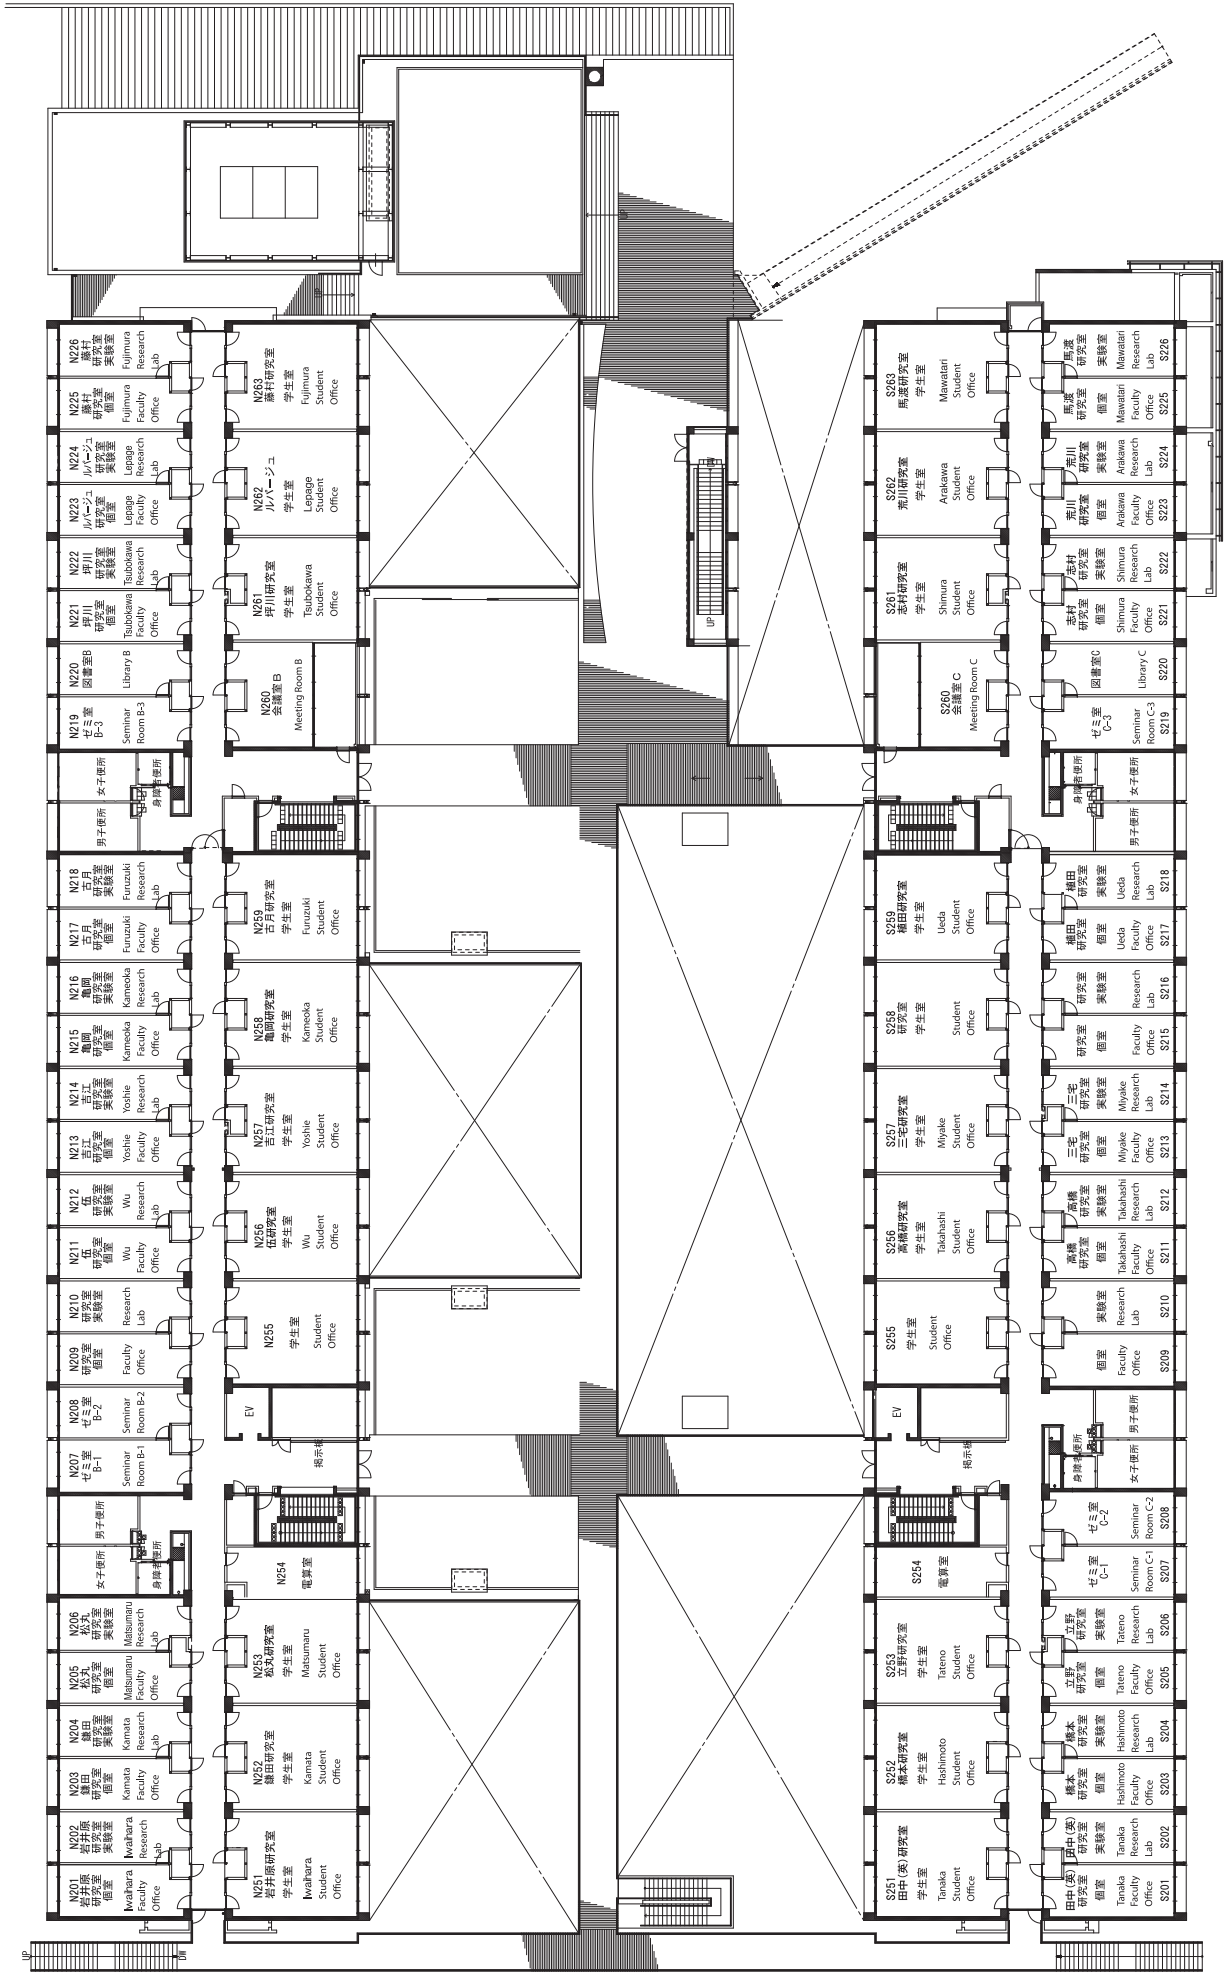 N226
藤村
研究室
実験室
Fujimura
Research
Lab
N225
藤村
研究室
個室
Fujimura
Faculty
Office
N224
ルパージュ
研究室
実験室
Lepage
Research
Lab
N223
ルパージュ
研究室
個室
Lepage
Faculty
Office
N222
坪川
研究室
実験室
Tsubokawa
Research
Lab
N221
坪川
研究室
個室
Tsubokawa
Faculty
Office
N220
図書室B
Library B
N219
ゼミ室
B-3
Seminar
Room B-3
女子便所
身障者便所
男子便所
N218
古月
研究室
実験室
Furuzuki
Research
Lab
N217
古月
研究室
個室
Furuzuki
Faculty
Office
N216
亀岡
研究室
実験室
Kameoka
Research
Lab
N215
亀岡
研究室
個室
Kameoka
Faculty
Office
N214
吉江
研究室
実験室
Yoshie
Research
Lab
N213
吉江
研究室
個室
Yoshie
Faculty
Office
N212
伍
研究室
実験室
Wu
Research
Lab
N211
伍
研究室
個室
Wu
Faculty
Office
N210
研究室
実験室
Research
Lab
N209
研究室
個室
Faculty
Office
N208
ゼミ室
B-2
Seminar
Room B-2
N207
ゼミ室
B-1
Seminar
Room B-1
男子便所
女子便所
身障者便所
N206
松丸
研究室
実験室
Matsumaru
Research
Lab
N205
松丸
研究室
個室
Matsumaru
Faculty
Office
N204
鎌田
研究室
実験室
Kamata
Research
Lab
N203
鎌田
研究室
個室
Kamata
Faculty
Office
N202
岩井原
研究室
実験室
Iwaihara
Research
Lab
N201
岩井原
研究室
個室
Iwaihara
Faculty
Office
UP
DW
UP
N263
藤村研究室
学生室
Fujimura
Student
Office
N262
ルパージュ
学生室
Lepage
Student
Office
N261
坪川研究室
学生室
Tsubokawa
Student
Office
N260
会議室B
Meeting Room B
N259
古月研究室
学生室
Furuzuki
Student
Office
N258
亀岡研究室
学生室
Kameoka
Student
Office
N257
吉江研究室
学生室
Yoshie
Student
Office
N256
伍研究室
学生室
Wu
Student
Office
N255
学生室
Student
Office
EV
掲示板
N254
電算室
N253
松丸研究室
学生室
Matsumaru
Student
Office
N252
鎌田研究室
学生室
Kamata
Student
Office
N251
岩井原研究室
学生室
Iwaihara
Student
Office
UP
DW
UP
S263
馬渡研究室
学生室
Mawatari
Student
Office
S262
荒川研究室
学生室
Arakawa
Student
Office
S261
志村研究室
学生室
Shimura
Student
Office
S260
会議室C
Meeting Room C
S259
植田研究室
学生室
Ueda
Student
Office
S258
研究室
学生室
Student
Office
S257
三宅研究室
学生室
Miyake
Student
Office
S256
高橋研究室
学生室
Takahashi
Student
Office
S255
学生室
Student
Office
EV
掲示板
S254
電算室
S253
立野研究室
学生室
Tateno
Student
Office
S252
橋本研究室
学生室
Hashimoto
Student
Office
S251
田中(英)研究室
学生室
Tanaka
Student
Office
馬渡
研究室
実験室
Mawatari
Research
Lab
S226
馬渡
研究室
個室
Mawatari
Faculty
Office
S225
荒川
研究室
実験室
Arakawa
Research
Lab
S224
荒川
研究室
個室
Arakawa
Faculty
Office
S223
志村
研究室
実験室
Shimura
Research
Lab
S222
志村
研究室
個室
Shimura
Faculty
Office
S221
図書室C
Library C
S220
ゼミ室
C-3
Seminar
Room C-3
S219
身障者便所
女子便所
男子便所
植田
研究室
実験室
Ueda
Research
Lab
S218
植田
研究室
個室
Ueda
Faculty
Office
S217
研究室
実験室
Research
Lab
S216
研究室
個室
Faculty
Office
S215
三宅
研究室
実験室
Miyake
Research
Lab
S214
三宅
研究室
個室
Miyake
Faculty
Office
S213
高橋
研究室
実験室
Takahashi
Research
Lab
S212
高橋
研究室
個室
Takahashi
Faculty
Office
S211
実験室
Research
Lab
S210
個室
Faculty
Office
S209
男子便所
身障者便所
女子便所
ゼミ室
C-2
Seminar
Room C-2
S208
ゼミ室
C-1
Seminar
Room C-1
S207
立野
研究室
実験室
Tateno
Research
Lab
S206
立野
研究室
個室
Tateno
Faculty
Office
S205
橋本
研究室
実験室
Hashimoto
Research
Lab
S204
橋本
研究室
個室
Hashimoto
Faculty
Office
S203
田中(英)
研究室
実験室
Tanaka
Research
Lab
S202
田中(英)
研究室
個室
Tanaka
Faculty
Office
S201